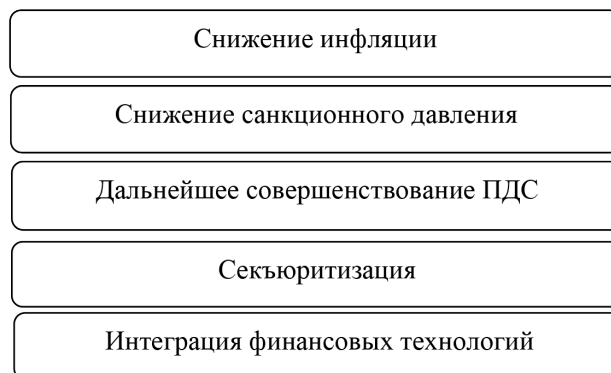 Снижение инфляции
Снижение санкционного давления
Дальнейшее совершенствование ПДС
Секъюритизация
Интеграция финансовых технологий